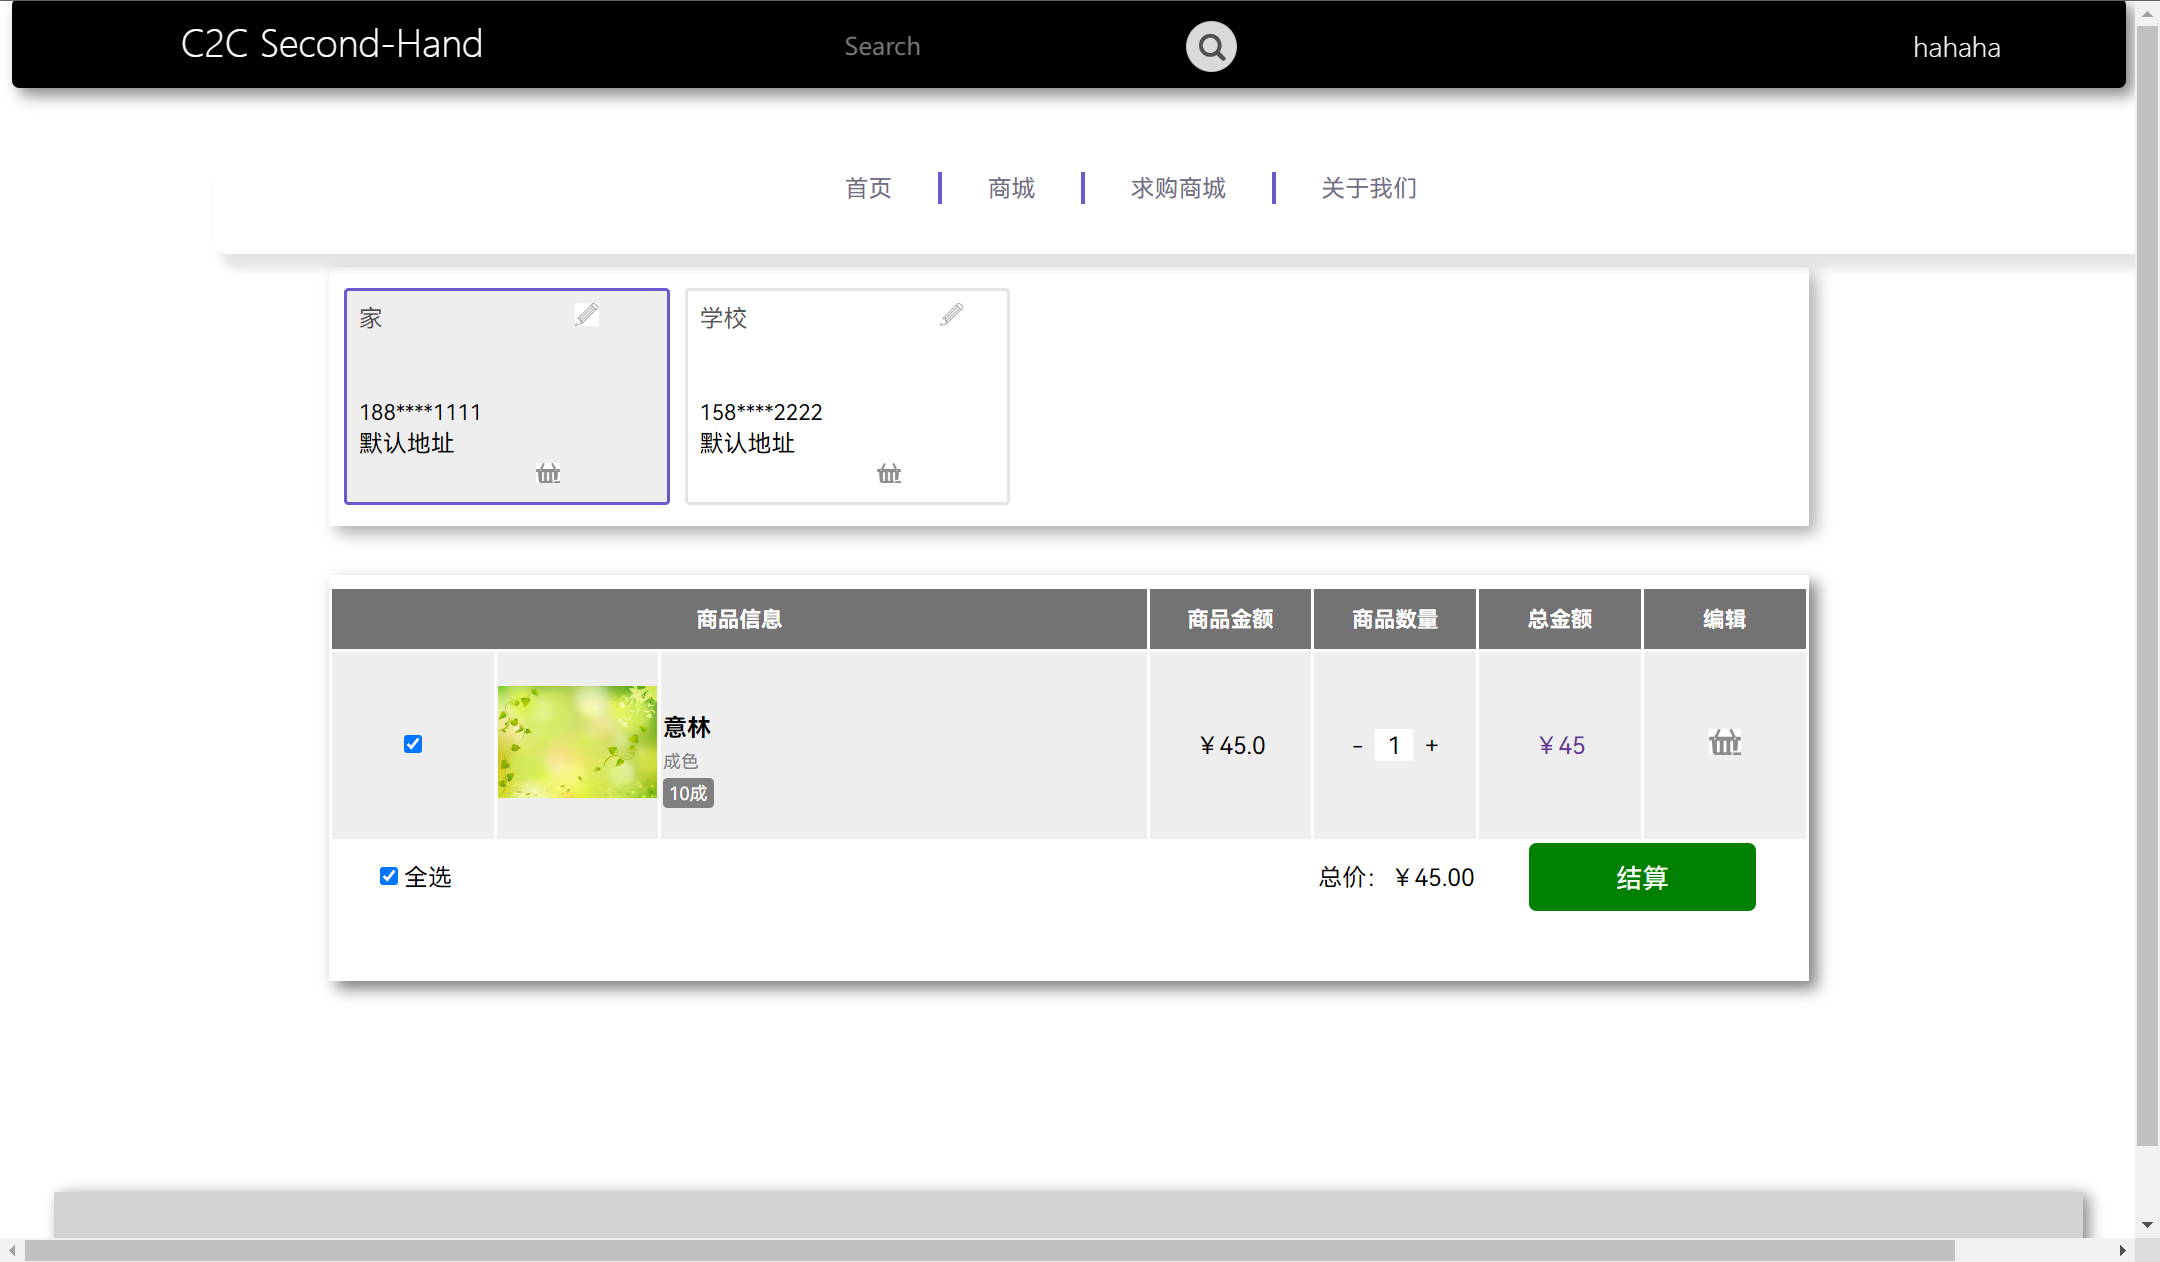 C2C Second-Hand
Search
hahaha
首页
商城
求购商城
关于我们
家
188****1111
默认地址
学校
158****2222
默认地址
商品信息
商品金额
商品数量
总金额
编辑
意林
成色
10成
￥45.0
- 1 +
￥45
全选
总价： ￥45.00
结算